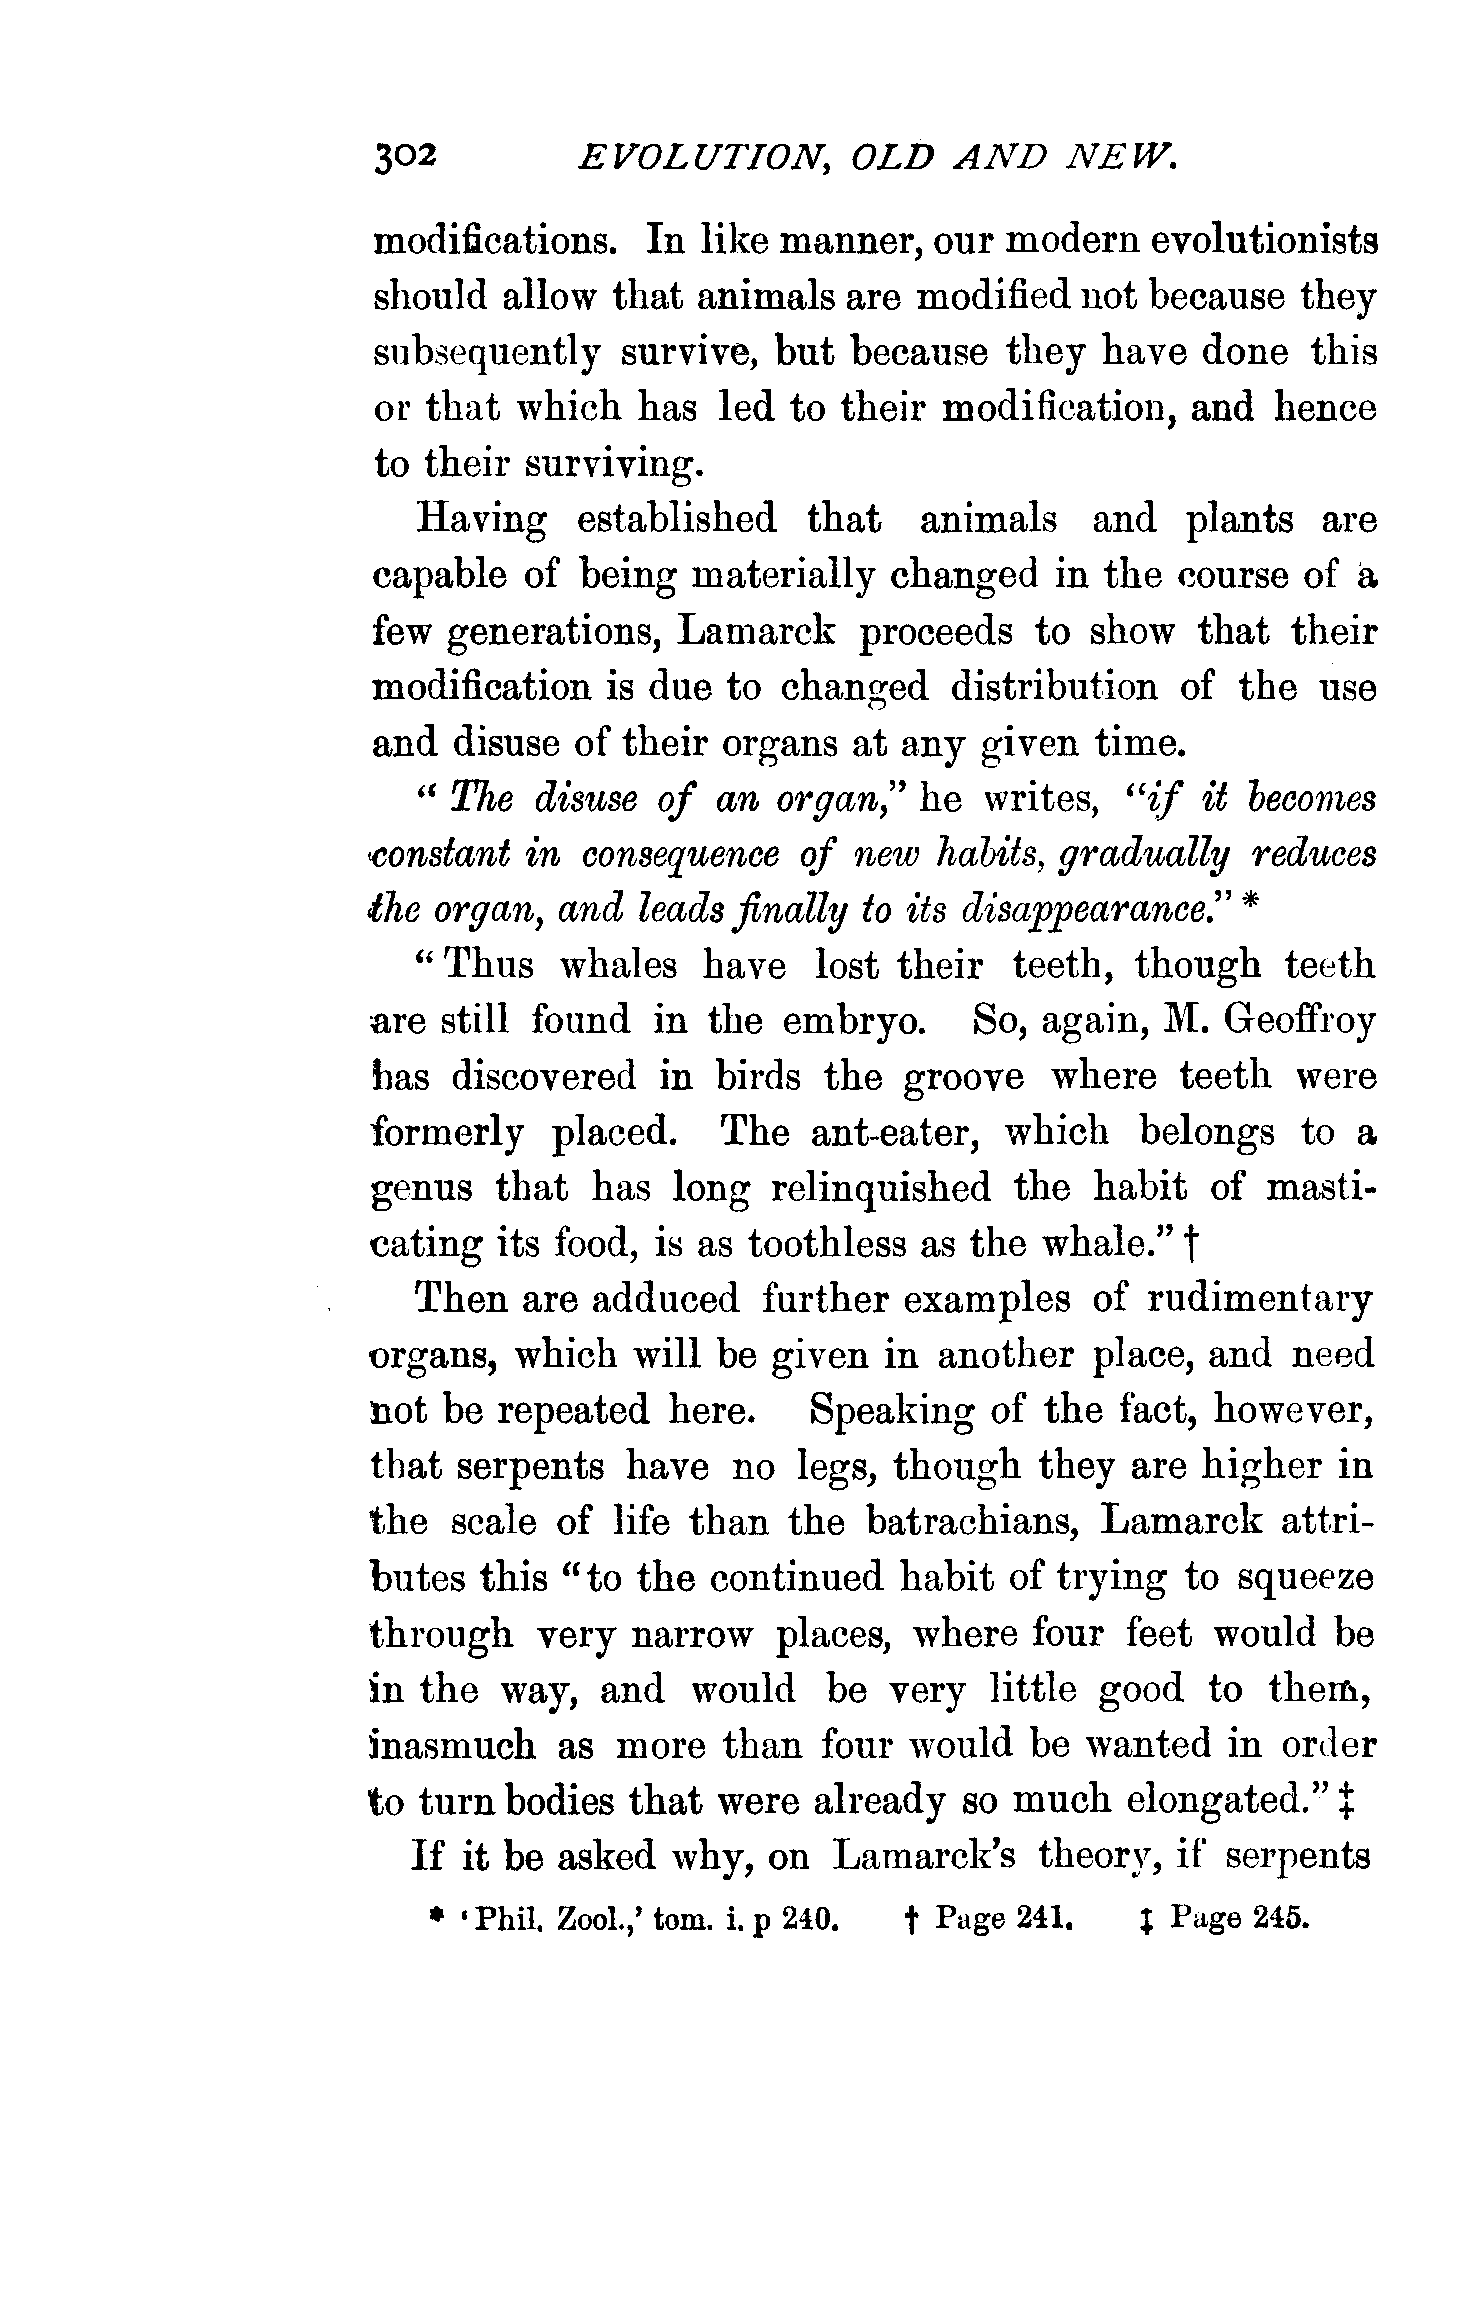 302 EVOLUTION, OLD AND NEW.
modifications. In like manner, our modern evolutionists
should allow that animals are modified not because they
subsequently survive, but because they have done this
or that which has led to their modification, and hence
to their surviving.
Having established that animals and plants are
capable of being materially changed in the course of a
few generations, Lamarck proceeds to show that their
modification is due to changed distribution of the use
and disuse of their organs at any given time.
“The disuse of an organ,” he writes, “if it becomes
constant in consequence of new habits, gradually reduces
the organ, and leads finally to its disappearance.” *
“Thus whales have lost their teeth, though teeth
are still found in the embryo. So, again, M. Geoffroy
has discovered in birds the groove where teeth were
formerly placed. The ant-eater, which belongs to a
genus that has long relinquished the habit of masti-
cating its food, is as toothless as the whale.” †
Then are adduced further examples of rudimentary
organs, which will be given in another place, and need
not be repeated here. Speaking of the fact, however,
that serpents have no legs, though they are higher in
the scale of life than the batrachians, Lamarck attri-
butes this “to the continued habit of trying to squeeze
through very narrow places, where four feet would be
in the way, and would be very little good to them,
inasmuch as more than four would be wanted in order
to turn bodies that were already so much elongated.” ‡
If it be asked why, on Lamarck’s theory, if serpents
* ‘Phil. Zool.,’ tom. i. p 240. † Page 241. ‡ Page 245.